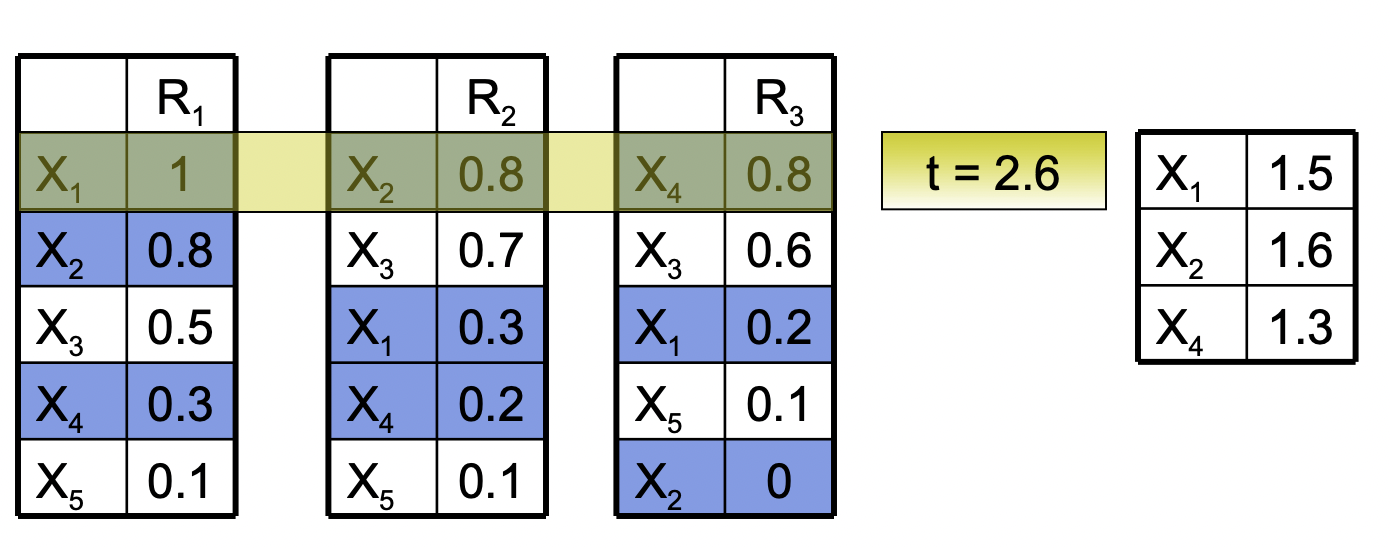 R₁ R₂ R₃
X₁ 1 X₂ 0.8 X₄ 0.8 t = 2.6 X₁ 1.5
X₂ 0.8 X₃ 0.7 X₃ 0.6 X₂ 1.6
X₃ 0.5 X₁ 0.3 X₁ 0.2 X₄ 1.3
X₄ 0.3 X₄ 0.2 X₅ 0.1
X₅ 0.1 X₅ 0.1 X₂ 0